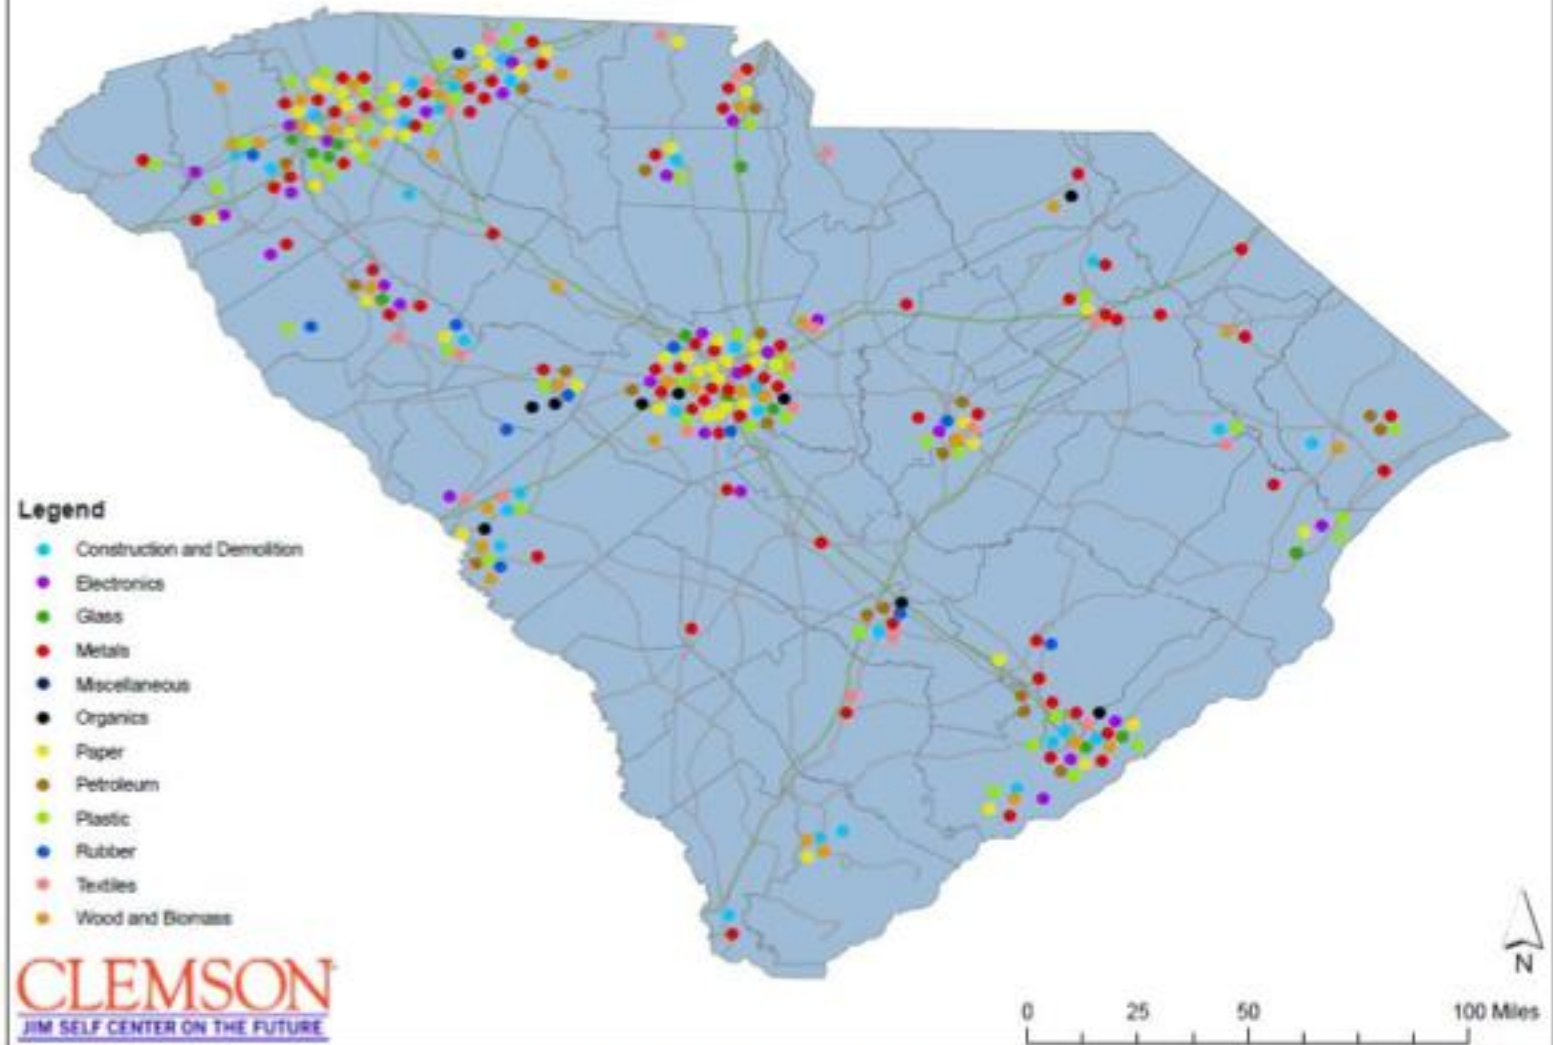 Legend
Construction and Demolition
Electronics
Glass
Metals
Miscellaneous
Organics
Paper
Petroleum
Plastic
Rubber
Textiles
Wood and Biomass
CLEMSON
JIM SELF CENTER ON THE FUTURE
N
0 25 50 100 Miles